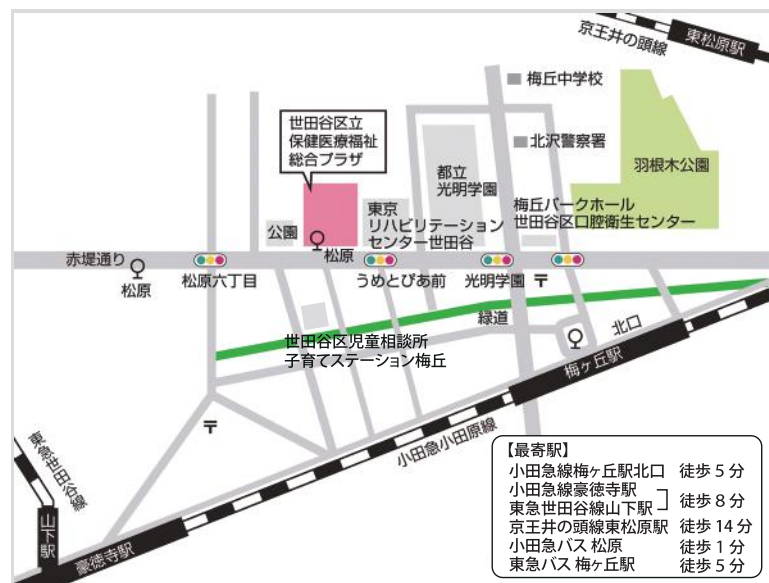 京王井の頭線
東松原駅
梅丘中学校
世田谷区立
保健医療福祉
総合プラザ
北沢警察署
羽根木公園
都立
光明学園
梅丘パークホール
世田谷区口腔衛生センター
東京
リハビリテーション
センター世田谷
公園
松原
赤堤通り
松原
松原六丁目
うめとぴあ前
光明学園
〒
緑道
北口
世田谷区児童相談所
子育てステーション梅丘
梅ヶ丘駅
〒
小田急小田原線
東急世田谷線
山下駅
豪徳寺駅
【最寄駅】
小田急線梅ヶ丘駅北口 徒歩5分
小田急線豪徳寺駅
東急世田谷線山下駅 徒歩8分
京王井の頭線東松原駅 徒歩14分
小田急バス 松原 徒歩1分
東急バス 梅ヶ丘駅 徒歩5分